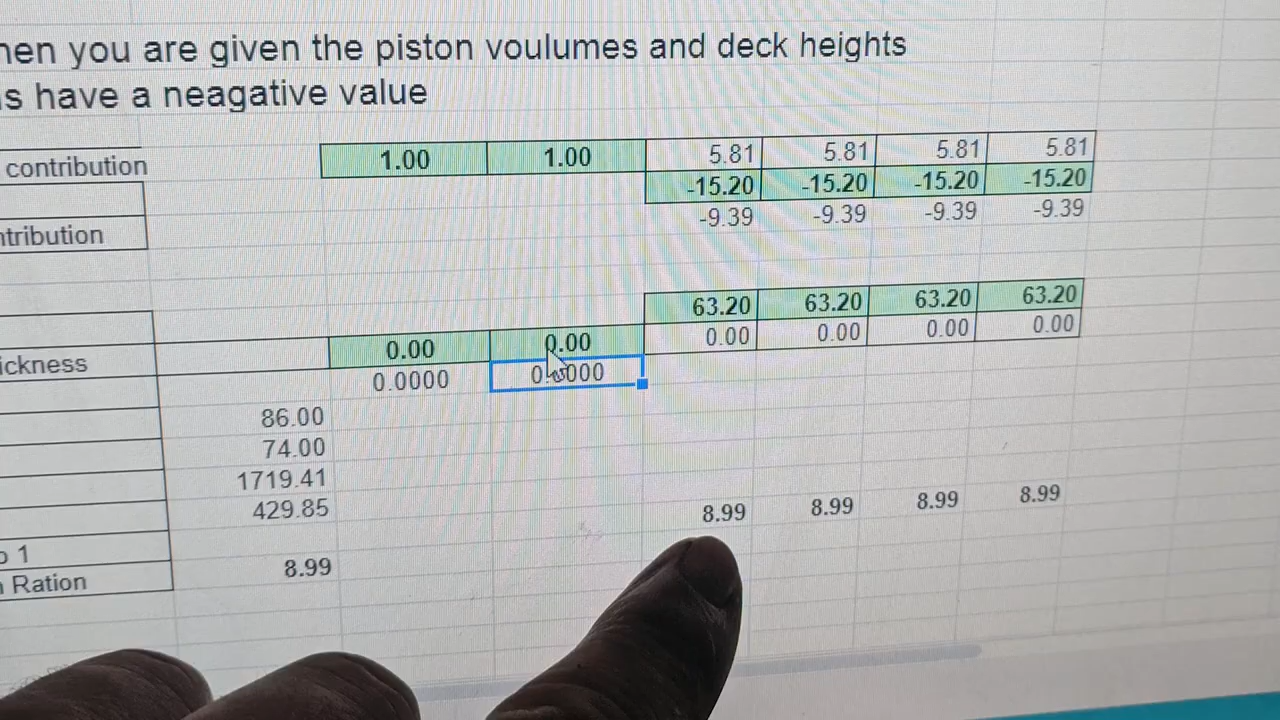 hen you are given the piston voulumes and deck heights
s have a neagative value
contribution 1.00 1.00 5.81 5.81 5.81 5.81
-15.20 -15.20 -15.20 -15.20
ntribution -9.39 -9.39 -9.39 -9.39
63.20 63.20 63.20 63.20
ickness 0.00 0.00 0.00 0.00 0.00 0.00
0.0000 0.0000
86.00
74.00
1719.41
429.85 8.99 8.99 8.99 8.99
o 1
Ration 8.99